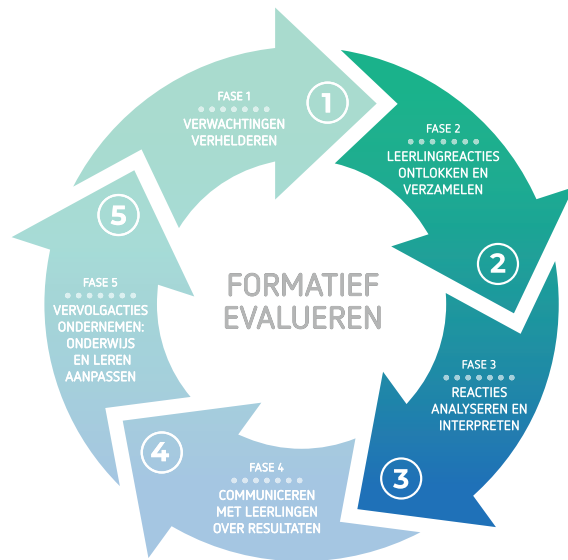 FASE 1
VERWACHTINGEN
VERHELDEREN
1
FASE 2
LEERLINGREACTIES
ONTLOKKEN EN
VERZAMELEN
2
FASE 3
REACTIES
ANALYSEREN EN
INTERPRETEN
3
FASE 4
COMMUNICEREN
MET LEERLINGEN
OVER RESULTATEN
4
FASE 5
VERVOLGACTIES
ONDERNEMEN:
ONDERWIJS
EN LEREN
AANPASSEN
5
FORMATIEF
EVALUEREN